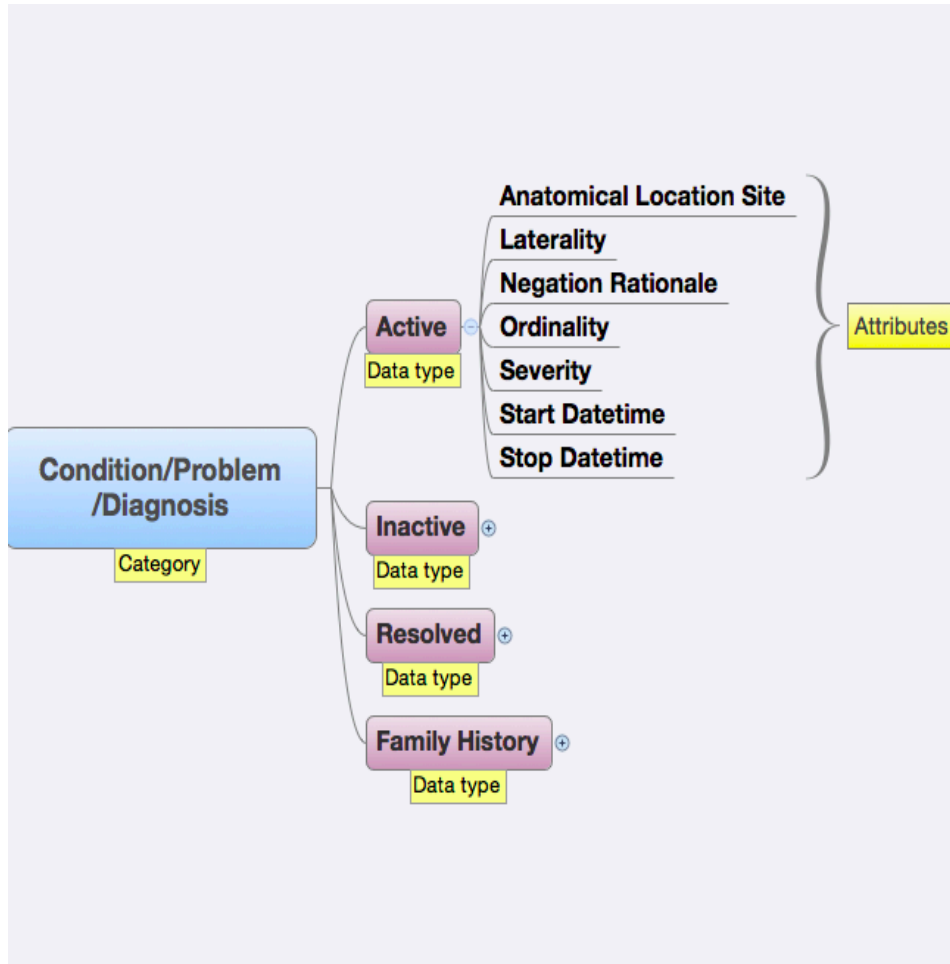 Anatomical Location Site
Laterality
Negation Rationale
Active
Ordinality
Attributes
Data type
Severity
Start Datetime
Stop Datetime
Condition/Problem
/Diagnosis
Category
Inactive
Data type
Resolved
Data type
Family History
Data type